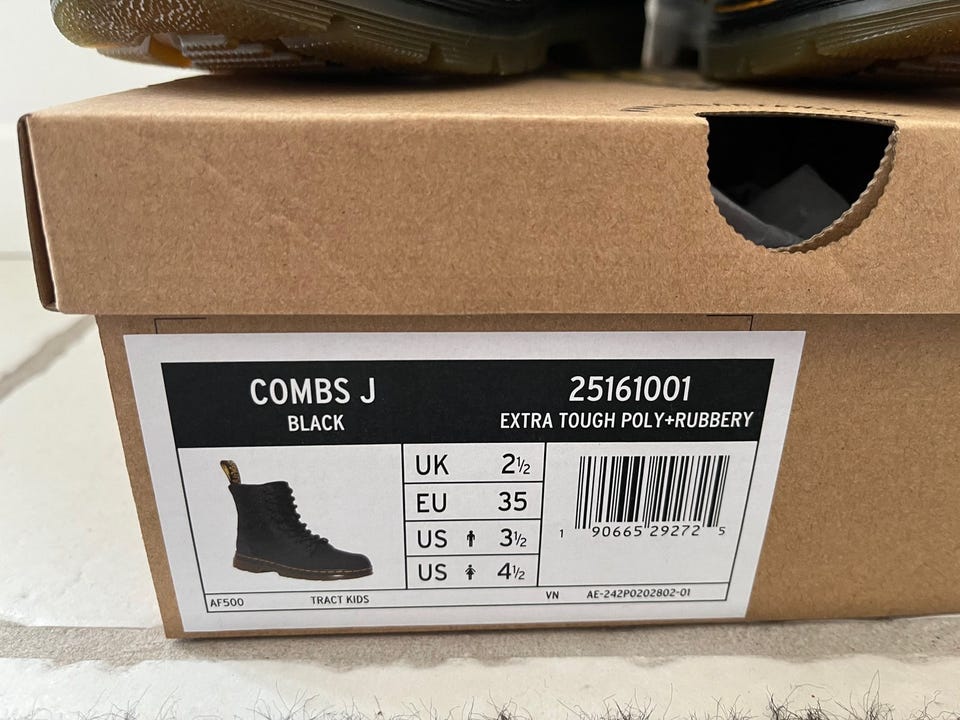 COMBS J
BLACK
25161001
EXTRA TOUGH POLY+RUBBERY
UK 2½
EU 35
US 3½
US 4½
1 90665 29272 5
AF500 TRACT KIDS VN AE-242P0202802-01